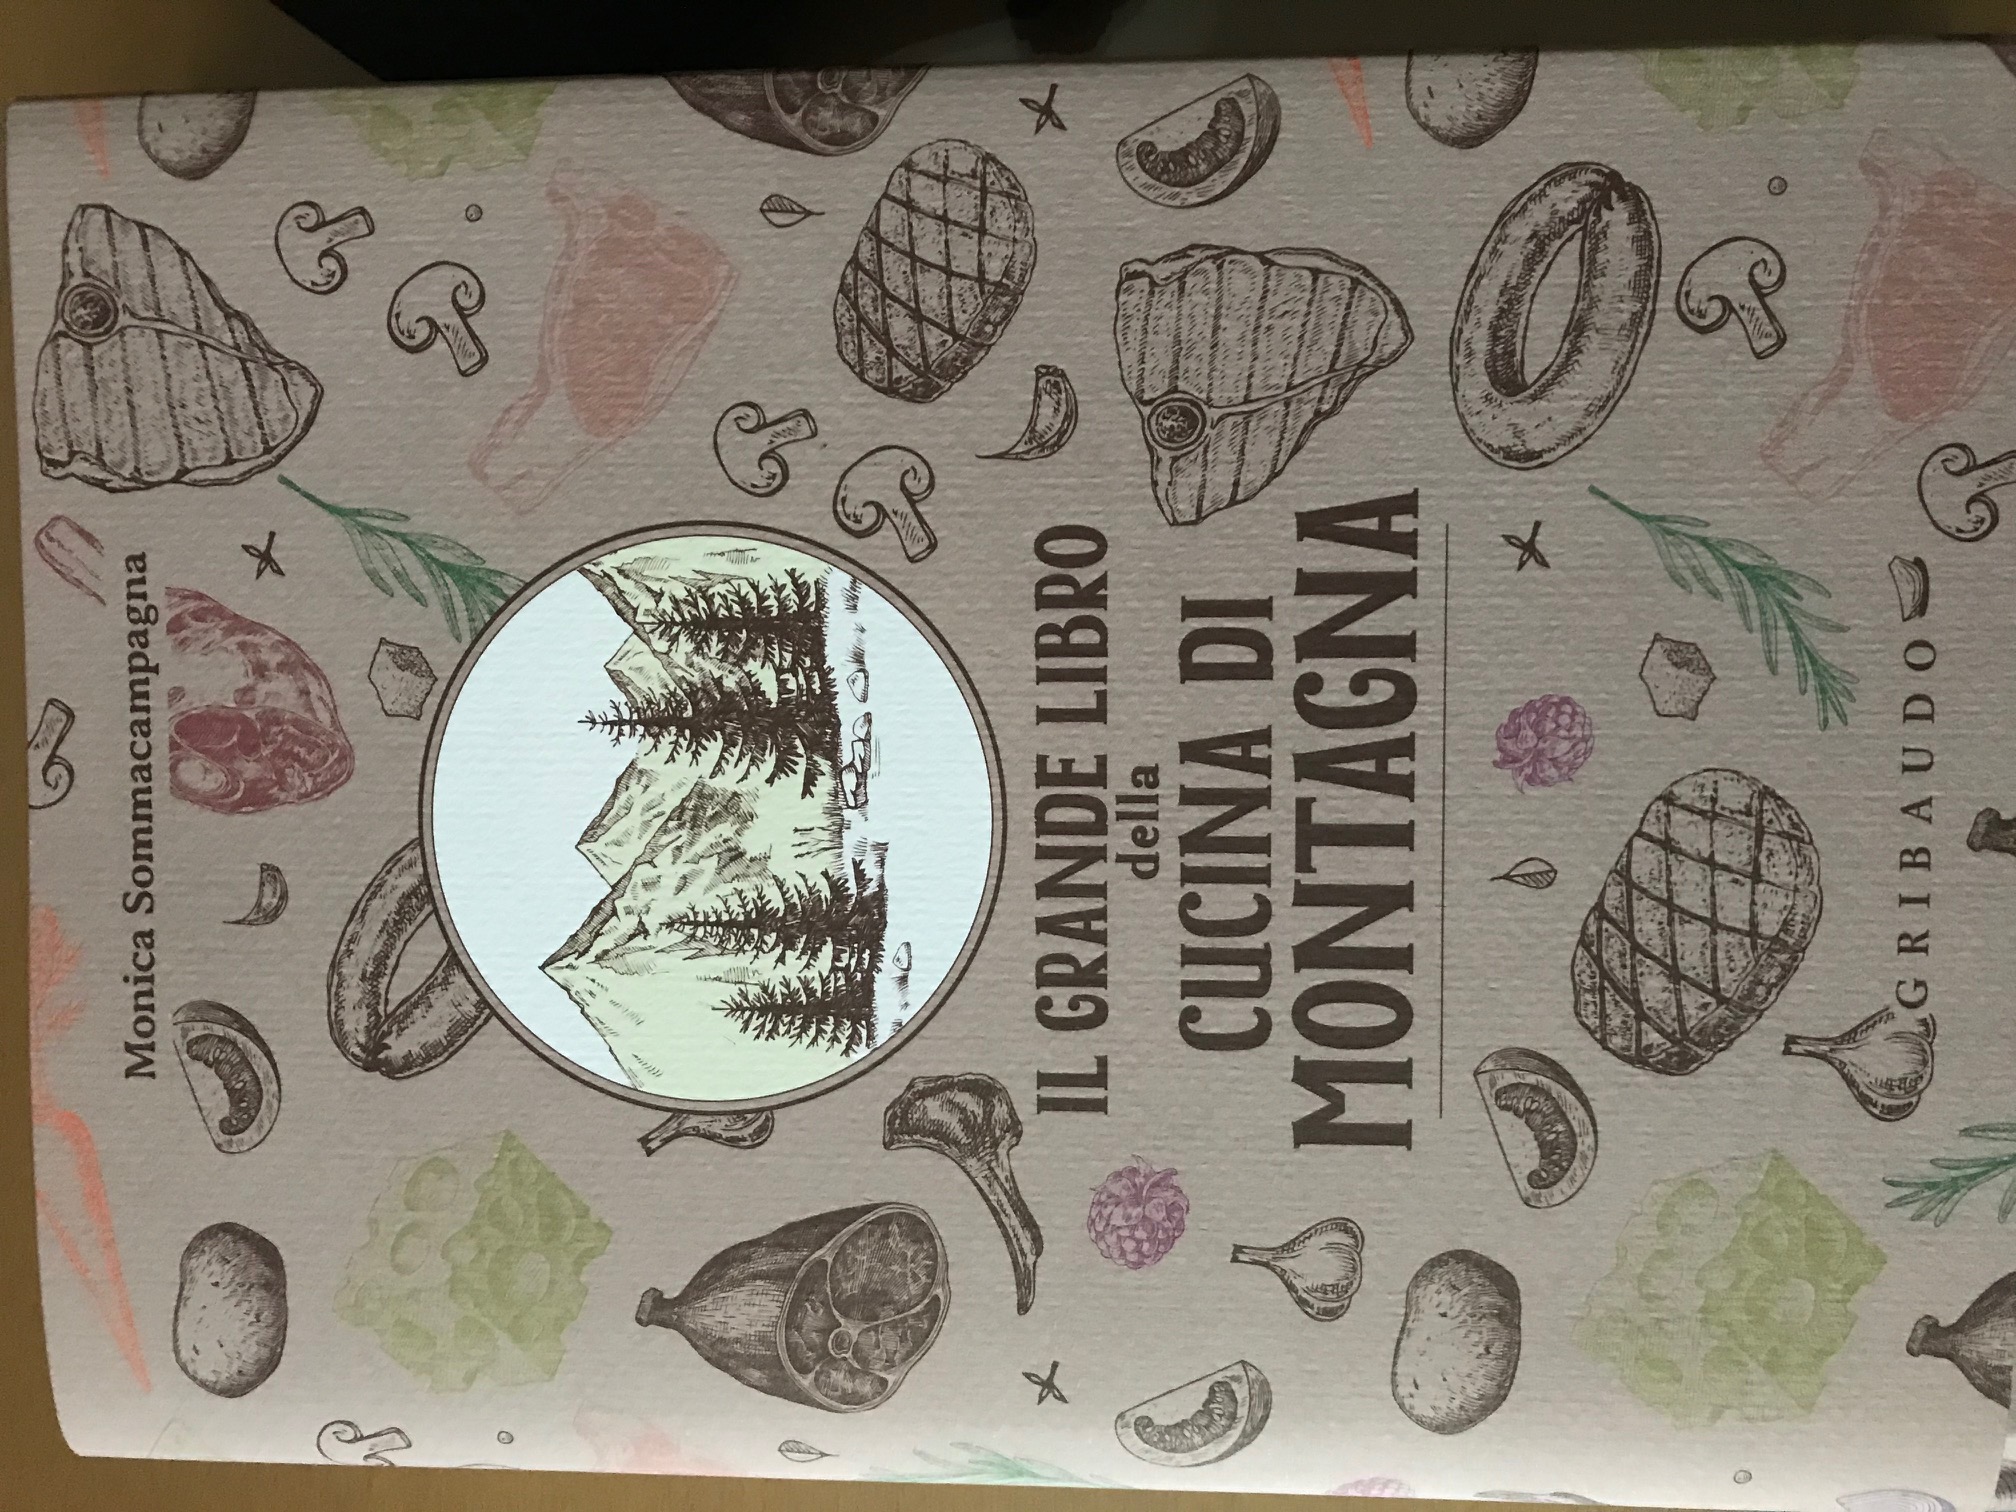 Monica Sommacampagna
IL GRANDE LIBRO
della
CUCINA DI
MONTAGNA
GRIBAUDO